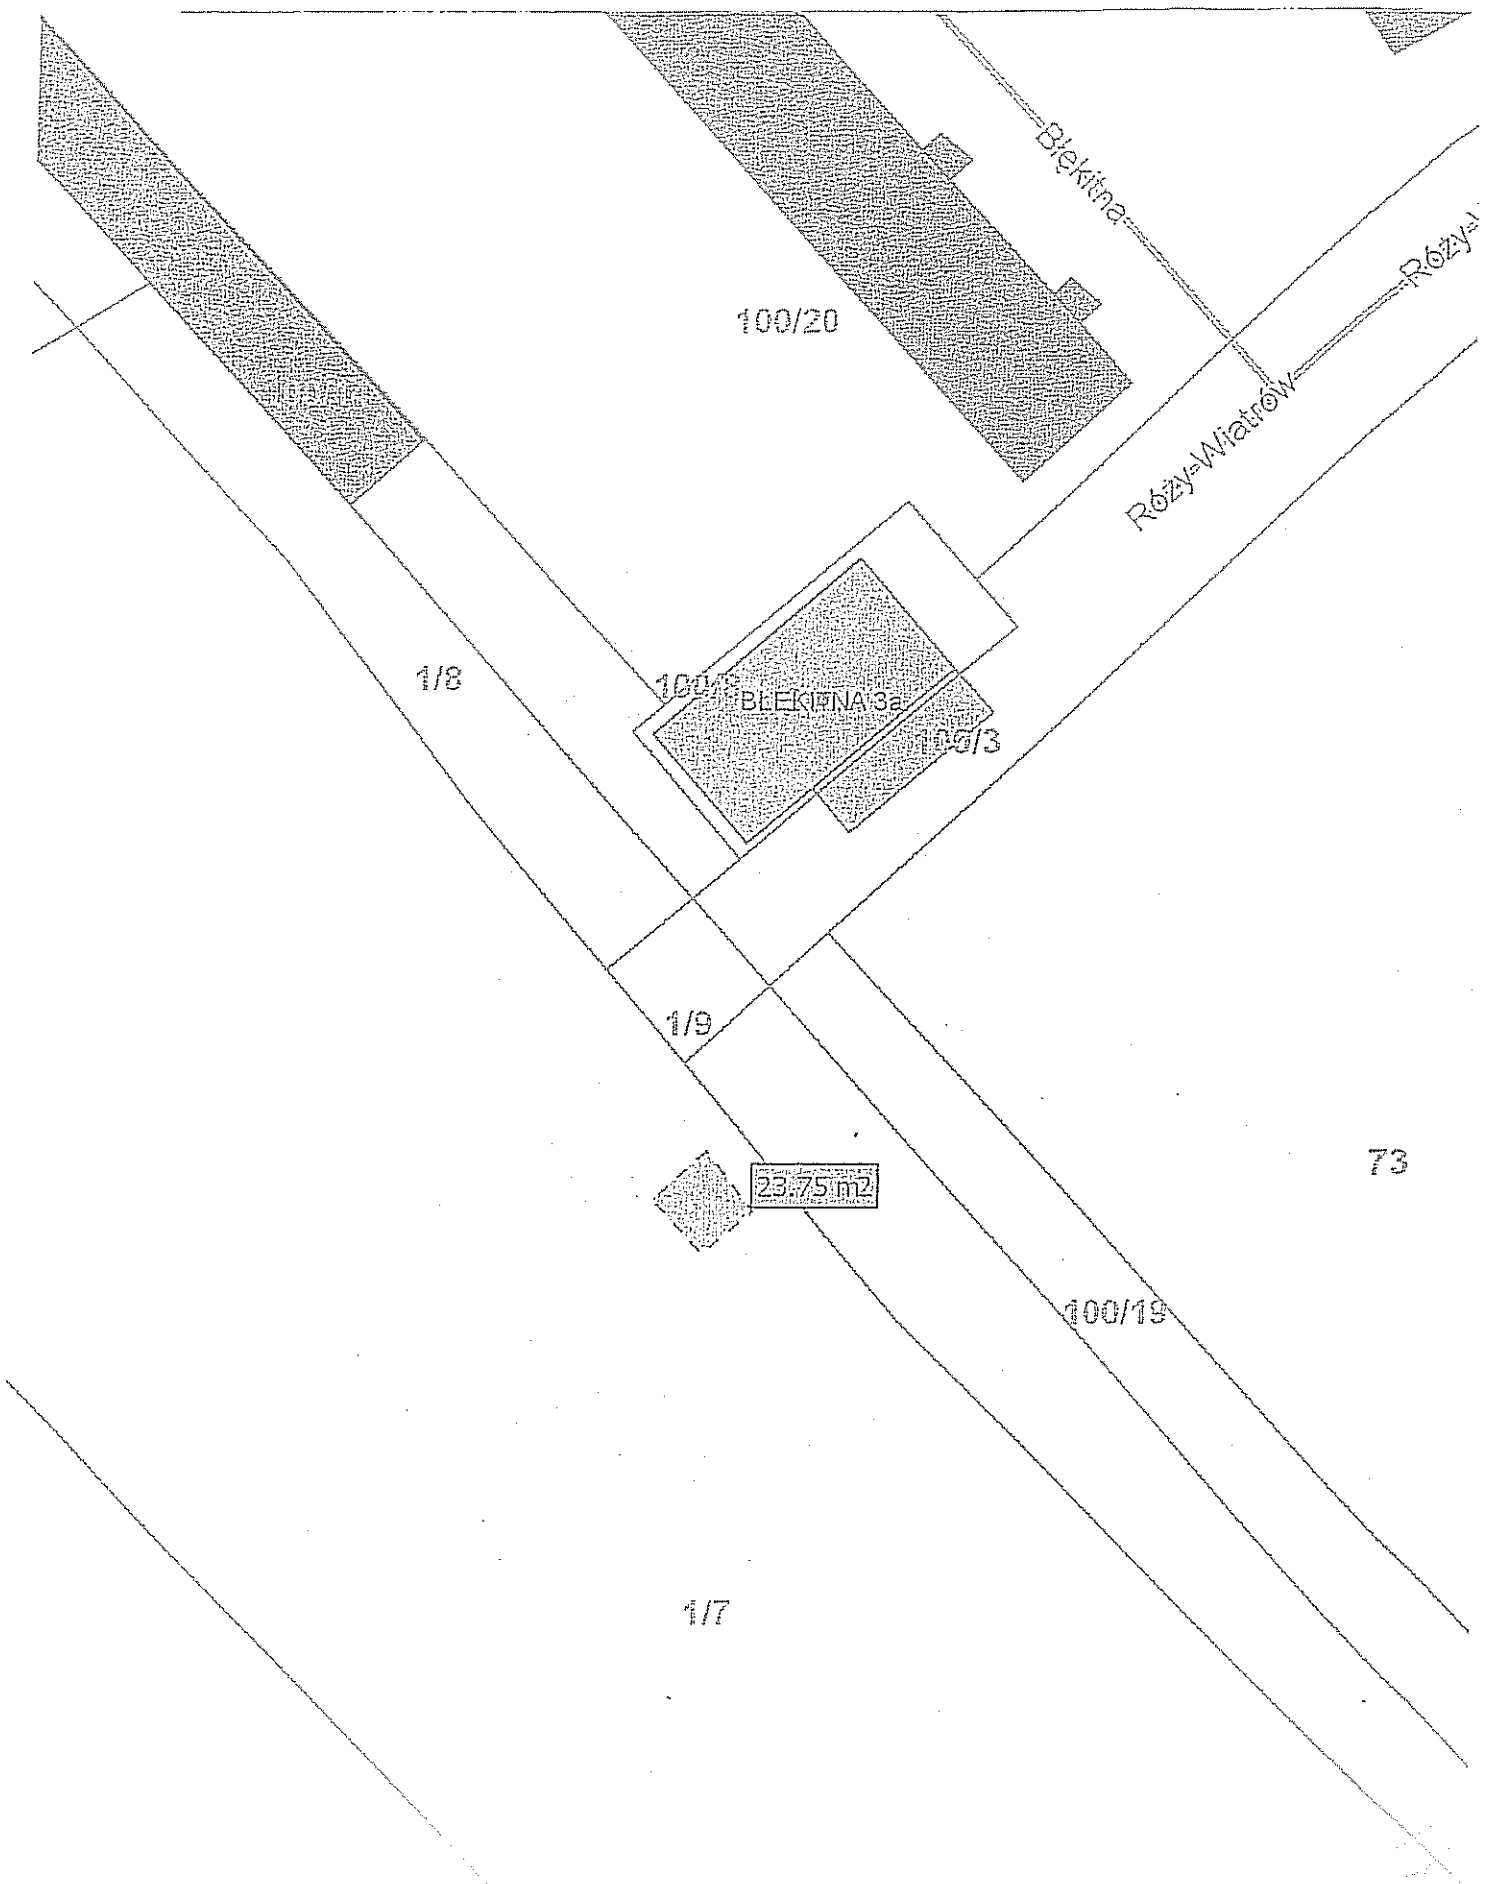 Błękitna
Róży-
100/20
Róży-Wiatrów
1/8
BŁĘKITNA 3a
1/9
73
23.75 m2
100/19
1/7